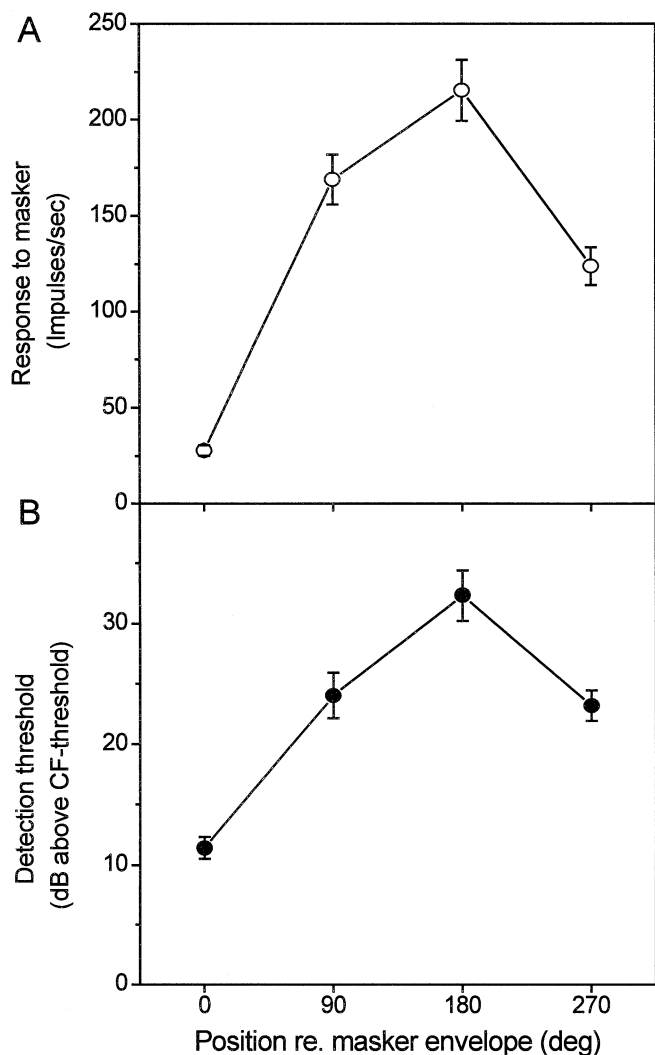 A
250
200
150
100
50
0
Response to masker
(Impulses/sec)
B
30
20
10
0
Detection threshold
(dB above CF-threshold)
0 90 180 270
Position re. masker envelope (deg)